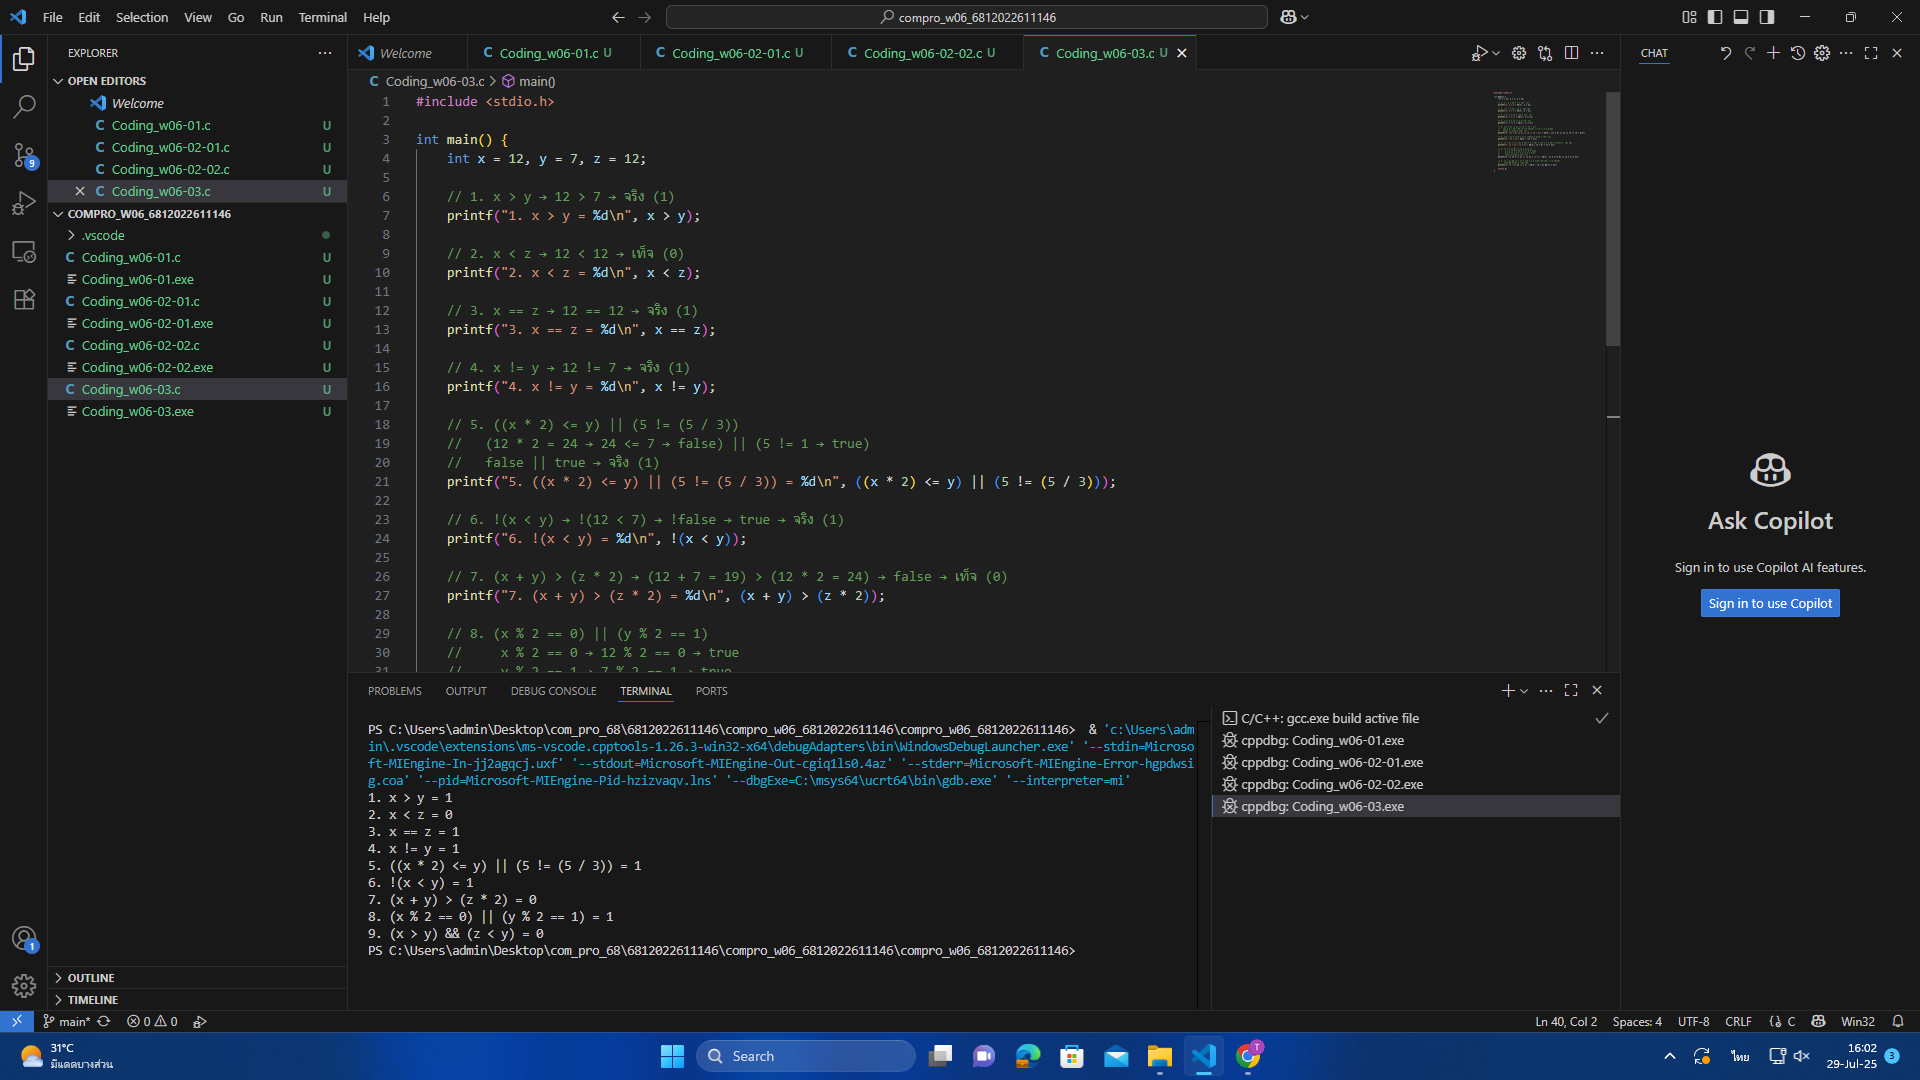 File Edit Selection View Go Run Terminal Help
compro_w06_6812022611146
EXPLORER
OPEN EDITORS
Welcome
Coding_w06-01.c U
Coding_w06-02-01.c U
Coding_w06-02-02.c U
Coding_w06-03.c U
COMPRO_W06_6812022611146
.vscode
Coding_w06-01.c U
Coding_w06-01.exe U
Coding_w06-02-01.c U
Coding_w06-02-01.exe U
Coding_w06-02-02.c U
Coding_w06-02-02.exe U
Coding_w06-03.c U
Coding_w06-03.exe U
OUTLINE
TIMELINE
9
1
Welcome C Coding_w06-01.c U C Coding_w06-02-01.c U C Coding_w06-02-02.c U C Coding_w06-03.c U
C Coding_w06-03.c > main()
1 #include <stdio.h>
2
3 int main() {
4 int x = 12, y = 7, z = 12;
5
6 // 1. x > y → 12 > 7 → จริง (1)
7 printf("1. x > y = %d\n", x > y);
8
9 // 2. x < z → 12 < 12 → เท็จ (0)
10 printf("2. x < z = %d\n", x < z);
11
12 // 3. x == z → 12 == 12 → จริง (1)
13 printf("3. x == z = %d\n", x == z);
14
15 // 4. x != y → 12 != 7 → จริง (1)
16 printf("4. x != y = %d\n", x != y);
17
18 // 5. ((x * 2) <= y) || (5 != (5 / 3))
19 // (12 * 2 = 24 → 24 <= 7 → false) || (5 != 1 → true)
20 // false || true → จริง (1)
21 printf("5. ((x * 2) <= y) || (5 != (5 / 3)) = %d\n", ((x * 2) <= y) || (5 != (5 / 3)));
22
23 // 6. !(x < y) → !(12 < 7) → !false → true → จริง (1)
24 printf("6. !(x < y) = %d\n", !(x < y));
25
26 // 7. (x + y) > (z * 2) → (12 + 7 = 19) > (12 * 2 = 24) → false → เท็จ (0)
27 printf("7. (x + y) > (z * 2) = %d\n", (x + y) > (z * 2));
28
29 // 8. (x % 2 == 0) || (y % 2 == 1)
30 // x % 2 == 0 → 12 % 2 == 0 → true
31 // y % 2 == 1 → 7 % 2 == 1 → true
PROBLEMS OUTPUT DEBUG CONSOLE TERMINAL PORTS
PS C:\Users\admin\Desktop\com_pro_68\6812022611146\compro_w06_6812022611146\compro_w06_6812022611146> & 'c:\Users\adm
in\.vscode\extensions\ms-vscode.cpptools-1.26.3-win32-x64\debugAdapters\bin\WindowsDebugLauncher.exe' '--stdin=Microso
ft-MIEngine-In-jj2agqcj.uxf' '--stdout=Microsoft-MIEngine-Out-cgiq1ls0.4az' '--stderr=Microsoft-MIEngine-Error-hgpdwsi
g.coa' '--pid=Microsoft-MIEngine-Pid-hzizvaqv.lns' '--dbgExe=C:\msys64\ucrt64\bin\gdb.exe' '--interpreter=mi'
1. x > y = 1
2. x < z = 0
3. x == z = 1
4. x != y = 1
5. ((x * 2) <= y) || (5 != (5 / 3)) = 1
6. !(x < y) = 1
7. (x + y) > (z * 2) = 0
8. (x % 2 == 0) || (y % 2 == 1) = 1
9. (x > y) && (z < y) = 0
PS C:\Users\admin\Desktop\com_pro_68\6812022611146\compro_w06_6812022611146\compro_w06_6812022611146>
C/C++: gcc.exe build active file
cppdbg: Coding_w06-01.exe
cppdbg: Coding_w06-02-01.exe
cppdbg: Coding_w06-02-02.exe
cppdbg: Coding_w06-03.exe
CHAT
Ask Copilot
Sign in to use Copilot AI features.
Sign in to use Copilot
main* 0 0
Ln 40, Col 2 Spaces: 4 UTF-8 CRLF {} C Win32
31°C
มีแดดบางส่วน
Search
T
ไทย
16:02
29-Jul-25
3